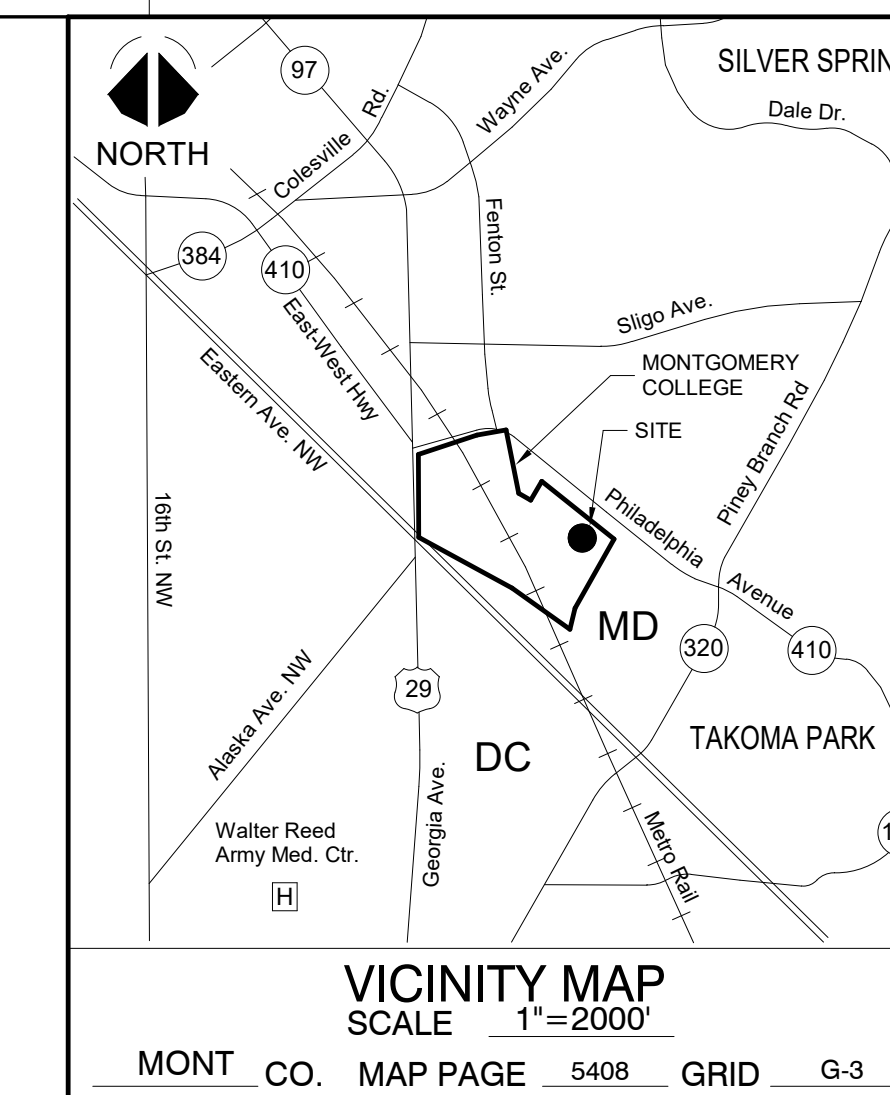 SILVER SPRIN
97
Wayne Ave.
Rd.
Dale Dr.
NORTH
Colesville
Fenton St.
384
410
East-West Hwy
Sligo Ave.
Eastern Ave. NW
MONTGOMERY
COLLEGE
Piney Branch Rd
SITE
16th St. NW
Philadelphia
Avenue
MD
320
410
Alaska Ave. NW
29
TAKOMA PARK
DC
Georgia Ave.
Walter Reed
Army Med. Ctr.
Metro Rail
1
H
VICINITY MAP
SCALE 1"=2000'
MONT CO. MAP PAGE 5408 GRID G-3